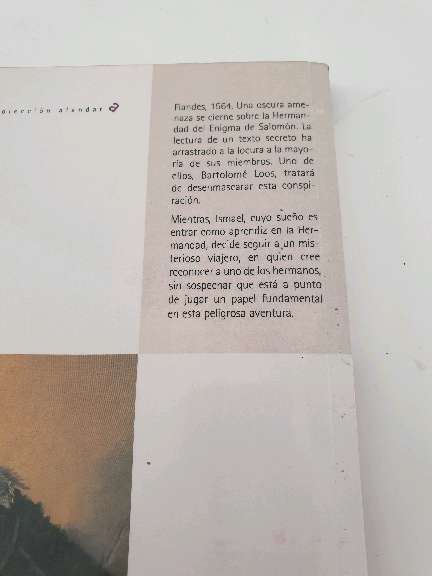 colección alandar a
Flandes, 1564. Una oscura ame-
naza se cierne sobre la Herman-
dad del Enigma de Salomón. La
lectura de un texto secreto ha
arrastrado a la locura a la mayo-
ría de sus miembros. Uno de
ellos, Bartolomé Loos, tratará
de desenmascarar esta conspi-
ración.
Mientras, Ismael, cuyo sueño es
entrar como aprendiz en la Her-
mandad, decide seguir a un mis-
terioso viajero, en quien cree
reconocer a uno de los hermanos,
sin sospechar que está a punto
de jugar un papel fundamental
en esta peligrosa aventura.